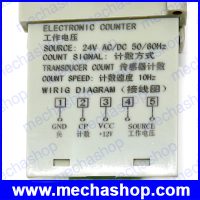 ELECTRONIC COUNTER
工作电压
SOURCE: 24V AC/DC 50/60Hz
COUNT SIGNAL: 计数方式
TRANSOUCER COUNT 传感器计数
COUNT SPEED: 计数速度 10Hz
WIRIG DIAGRAM (接线图)
1 2 3 4 5
GND CP VCC SOURCE
负 计数 +12V 工作电压
www.mechashop.com